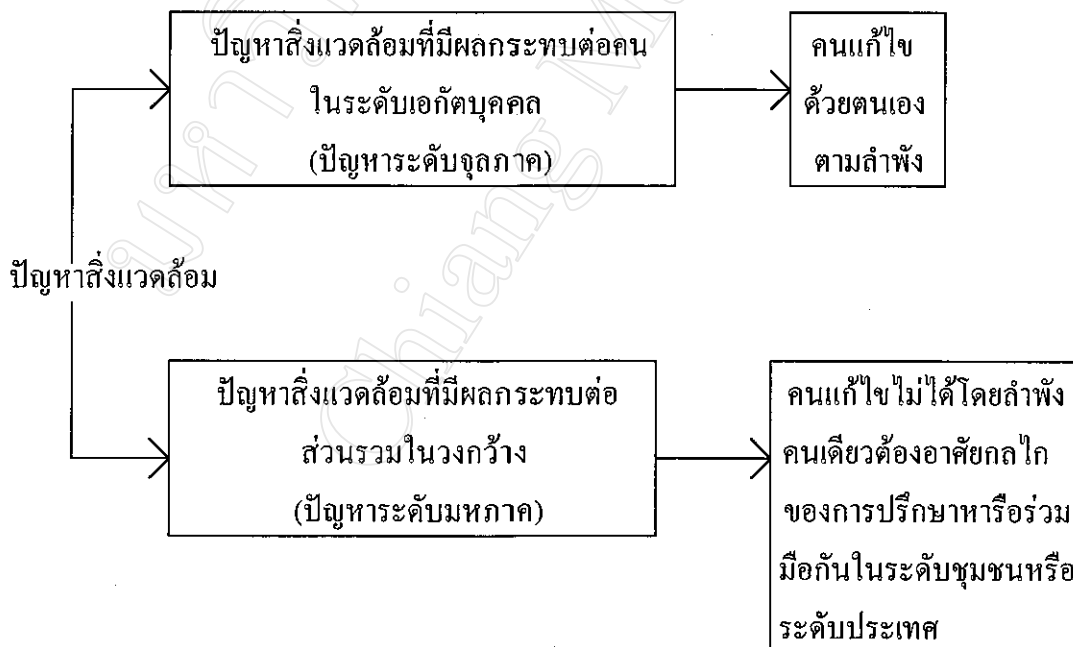 ปัญหาสิ่งแวดล้อมที่มีผลกระทบต่อคน
ในระดับเอกัตบุคคล
(ปัญหาระดับจุลภาค)
คนแก้ไข
ด้วยตนเอง
ตามลำพัง
ปัญหาสิ่งแวดล้อม
ปัญหาสิ่งแวดล้อมที่มีผลกระทบต่อ
ส่วนรวมในวงกว้าง
(ปัญหาระดับมหภาค)
คนแก้ไขไม่ได้โดยลำพัง
คนเดียวต้องอาศัยกลไก
ของการปรึกษาหารือร่วม
มือกันในระดับชุมชนหรือ
ระดับประเทศ
Chiang M